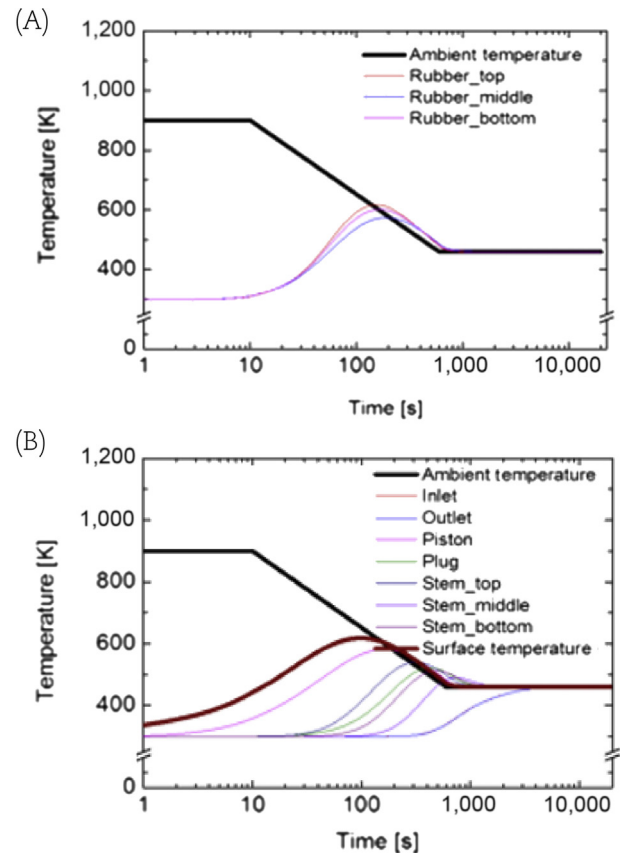 (A)
1,200
1,000
800
600
400
0
Temperature [K]
Ambient temperature
Rubber_top
Rubber_middle
Rubber_bottom
1 10 100 1,000 10,000
Time [s]
(B)
1,200
1,000
800
600
400
0
Temperature [K]
Ambient temperature
Inlet
Outlet
Piston
Plug
Stem_top
Stem_middle
Stem_bottom
Surface temperature
1 10 100 1,000 10,000
Time [s]